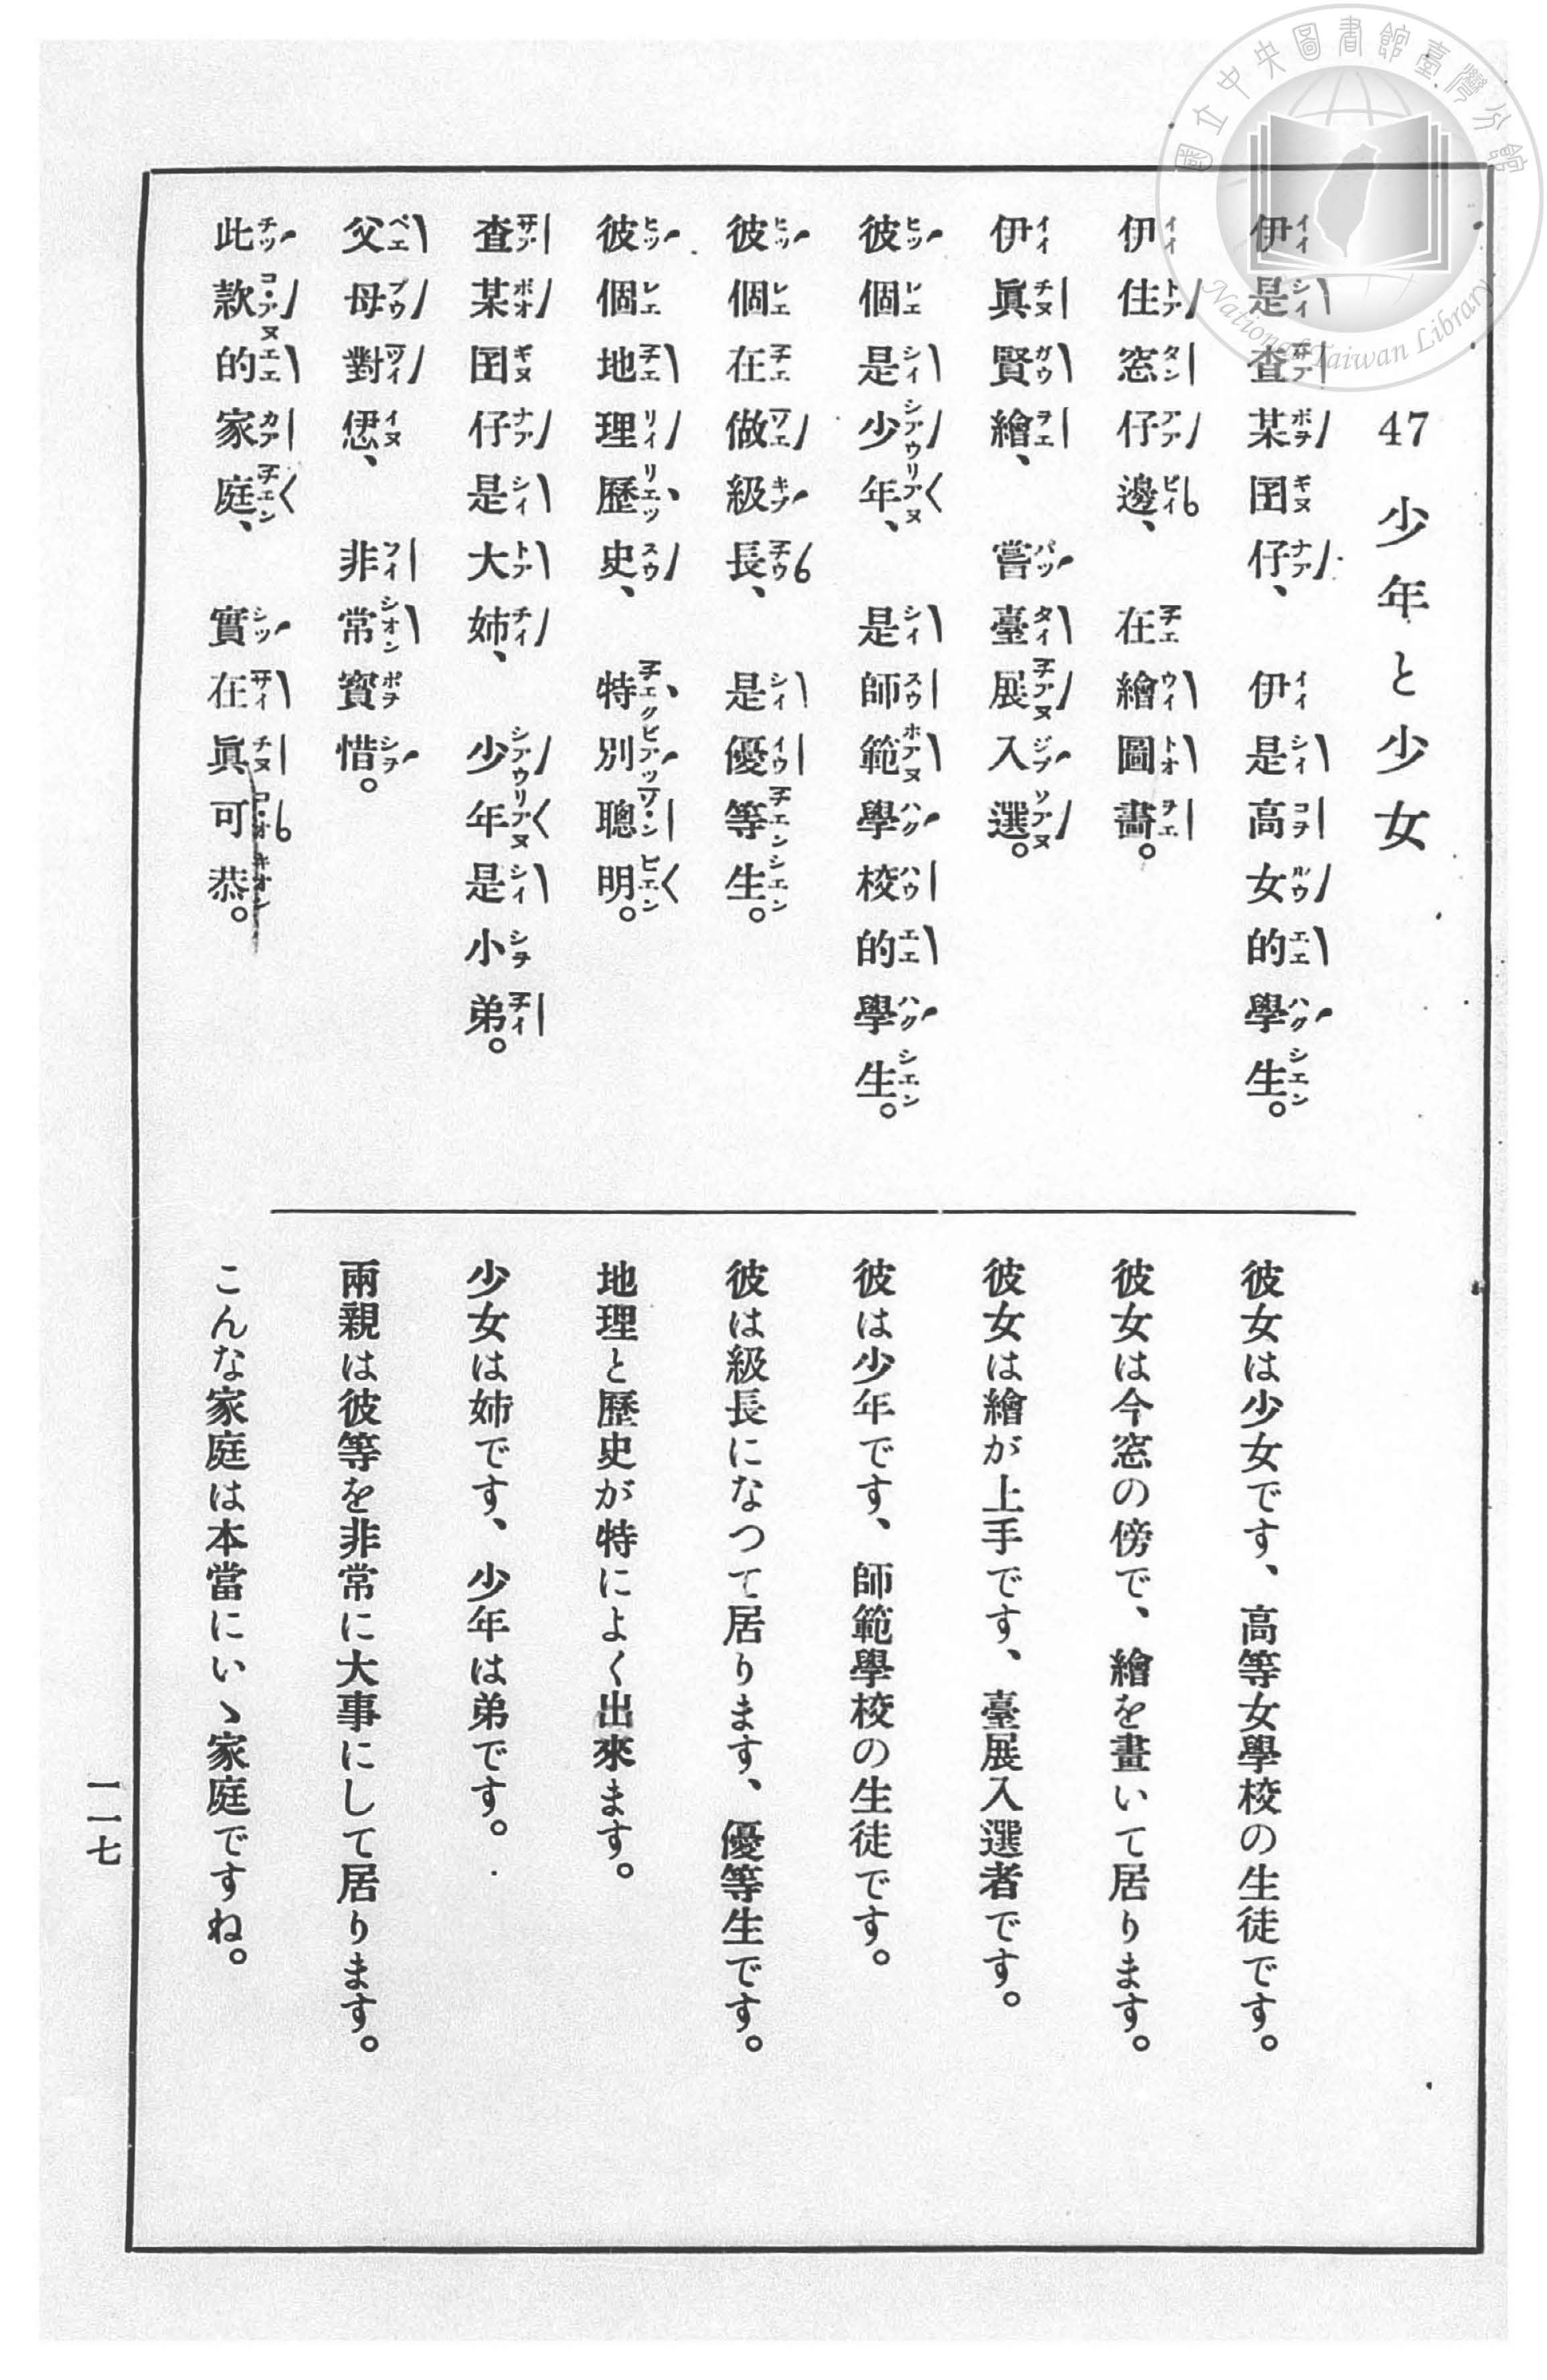 47 少年と少女
伊是查某囝仔、伊是高女的學生。
伊住窓仔邊、在繪圖畵。
伊眞賢繪、嘗臺展入選。
彼個是少年、是師範學校的學生。
彼個在做級長、是優等生。
彼個地理歷史、特別聰明。
查某囝仔是大姉、少年是小弟。
父母對、非常寳惜。
此款的家庭、實在眞可恭。
彼女は少女です、高等女學校の生徒です。
彼女は今窓の傍で、繪を畫いて居ります。
彼女は繪が上手です、臺展入選者です。
彼は少年です、師範學校の生徒です。
彼は級長になつて居ります、優等生です。
地理と歷史が特によく出來ます。
少女は姉です、少年は弟です。
兩親は彼等を非常に大事にして居ります。
こんな家庭は本當にいゝ家庭ですね。
一一七
國立中央圖書館臺灣分館
National Taiwan Library